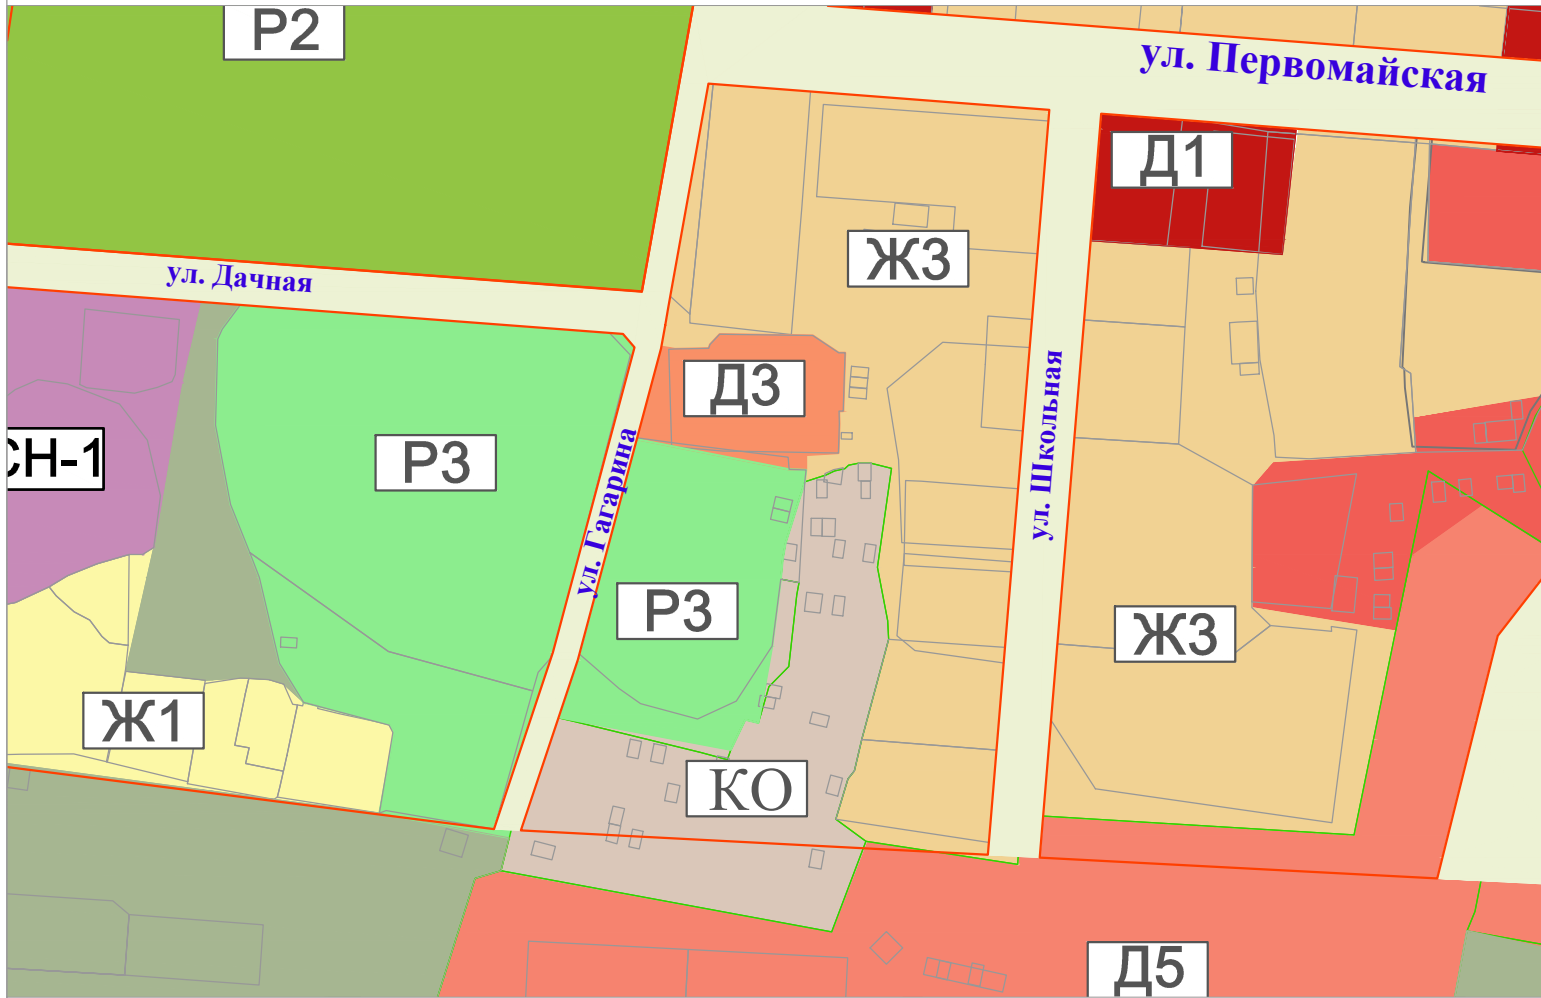 Р2
ул. Первомайская
Д1
Ж3
ул. Дачная
Д3
ул. Школьная
СН-1
Р3
ул. Гагарина
Р3
Ж3
Ж1
КО
Д5